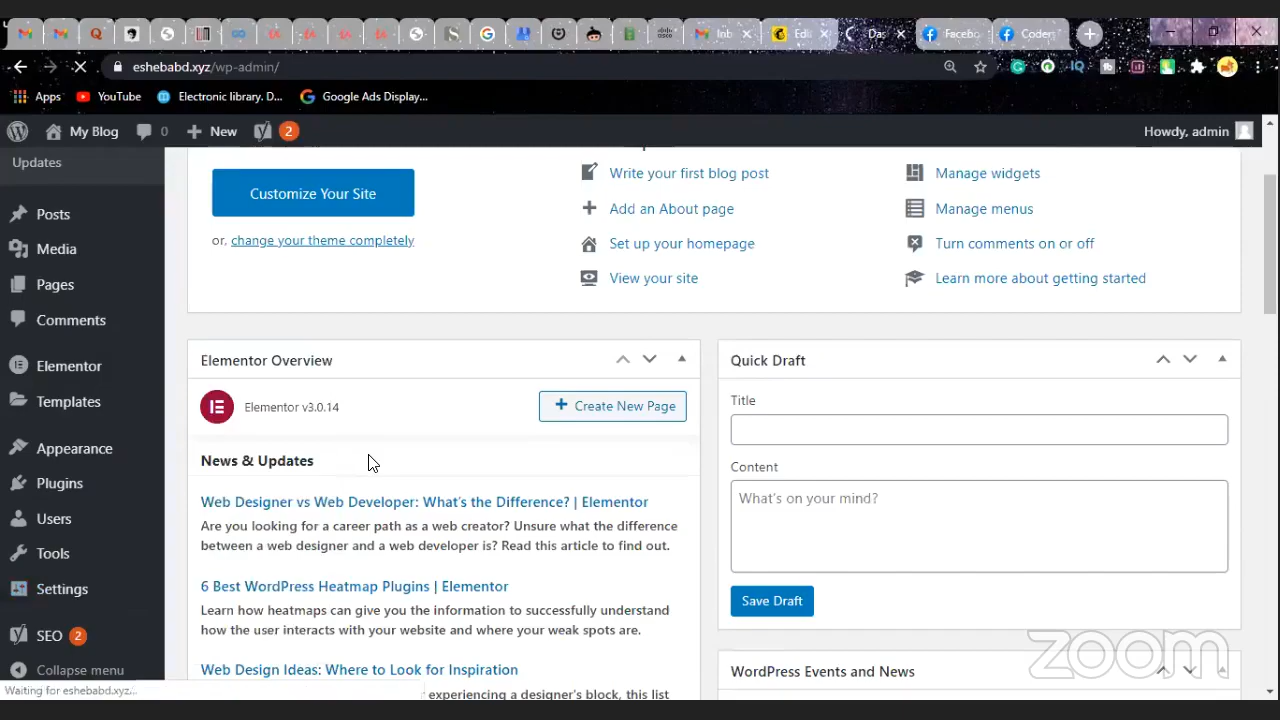 Inb
Edit
Das
Facebo
Coders
eshebabd.xyz/wp-admin/
Apps
YouTube
Electronic library. D...
Google Ads Display...
My Blog
0
New
2
Howdy, admin
Updates
Posts
Media
Pages
Comments
Elementor
Templates
Appearance
Plugins
Users
Tools
Settings
SEO 2
Collapse menu
Waiting for eshebabd.xyz...
Customize Your Site
or, change your theme completely
Write your first blog post
Add an About page
Set up your homepage
View your site
Manage widgets
Manage menus
Turn comments on or off
Learn more about getting started
Elementor Overview
Elementor v3.0.14
Create New Page
News & Updates
Web Designer vs Web Developer: What's the Difference? | Elementor
Are you looking for a career path as a web creator? Unsure what the difference
between a web designer and a web developer is? Read this article to find out.
6 Best WordPress Heatmap Plugins | Elementor
Learn how heatmaps can give you the information to successfully understand
how the user interacts with your website and where your weak spots are.
Web Design Ideas: Where to Look for Inspiration
experiencing a designer's block, this list
Quick Draft
Title
Content
What's on your mind?
Save Draft
WordPress Events and News
zoom